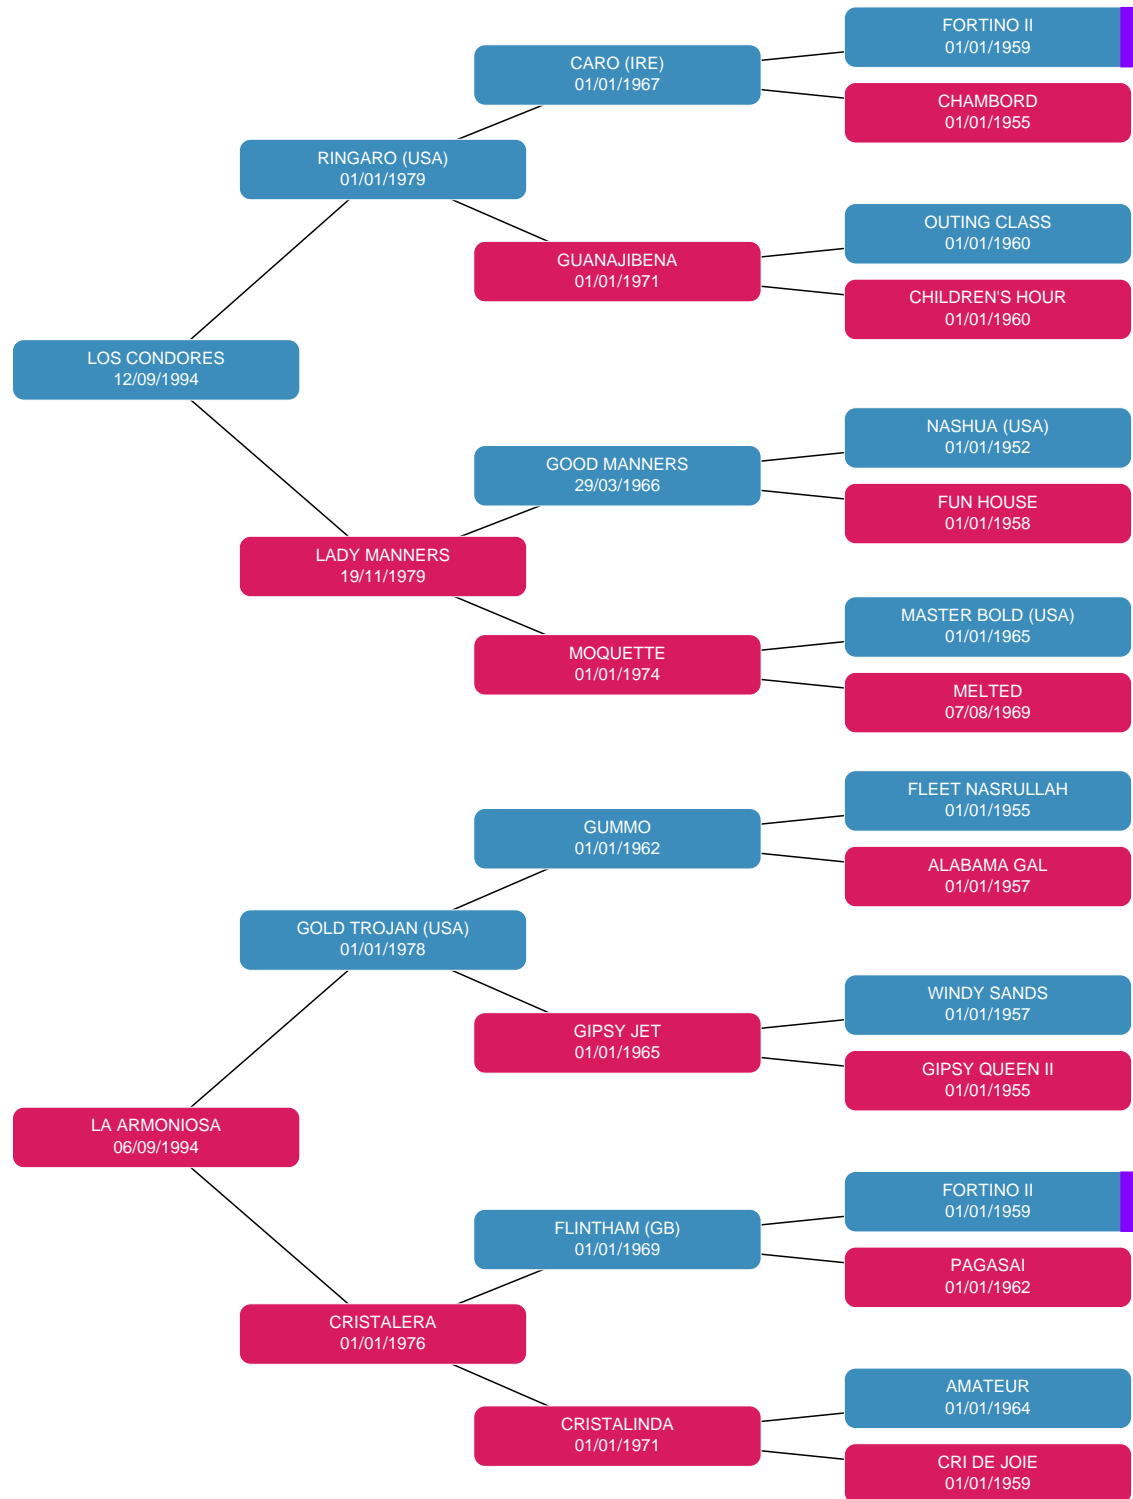 FORTINO II
01/01/1959
CARO (IRE)
01/01/1967
CHAMBORD
01/01/1955
RINGARO (USA)
01/01/1979
OUTING CLASS
01/01/1960
GUANAJIBENA
01/01/1971
CHILDREN'S HOUR
01/01/1960
LOS CONDORES
12/09/1994
NASHUA (USA)
01/01/1952
GOOD MANNERS
29/03/1966
FUN HOUSE
01/01/1958
LADY MANNERS
19/11/1979
MASTER BOLD (USA)
01/01/1965
MOQUETTE
01/01/1974
MELTED
07/08/1969
FLEET NASRULLAH
01/01/1955
GUMMO
01/01/1962
ALABAMA GAL
01/01/1957
GOLD TROJAN (USA)
01/01/1978
WINDY SANDS
01/01/1957
GIPSY JET
01/01/1965
GIPSY QUEEN II
01/01/1955
LA ARMONIOSA
06/09/1994
FORTINO II
01/01/1959
FLINTHAM (GB)
01/01/1969
PAGASAI
01/01/1962
CRISTALERA
01/01/1976
AMATEUR
01/01/1964
CRISTALINDA
01/01/1971
CRI DE JOIE
01/01/1959